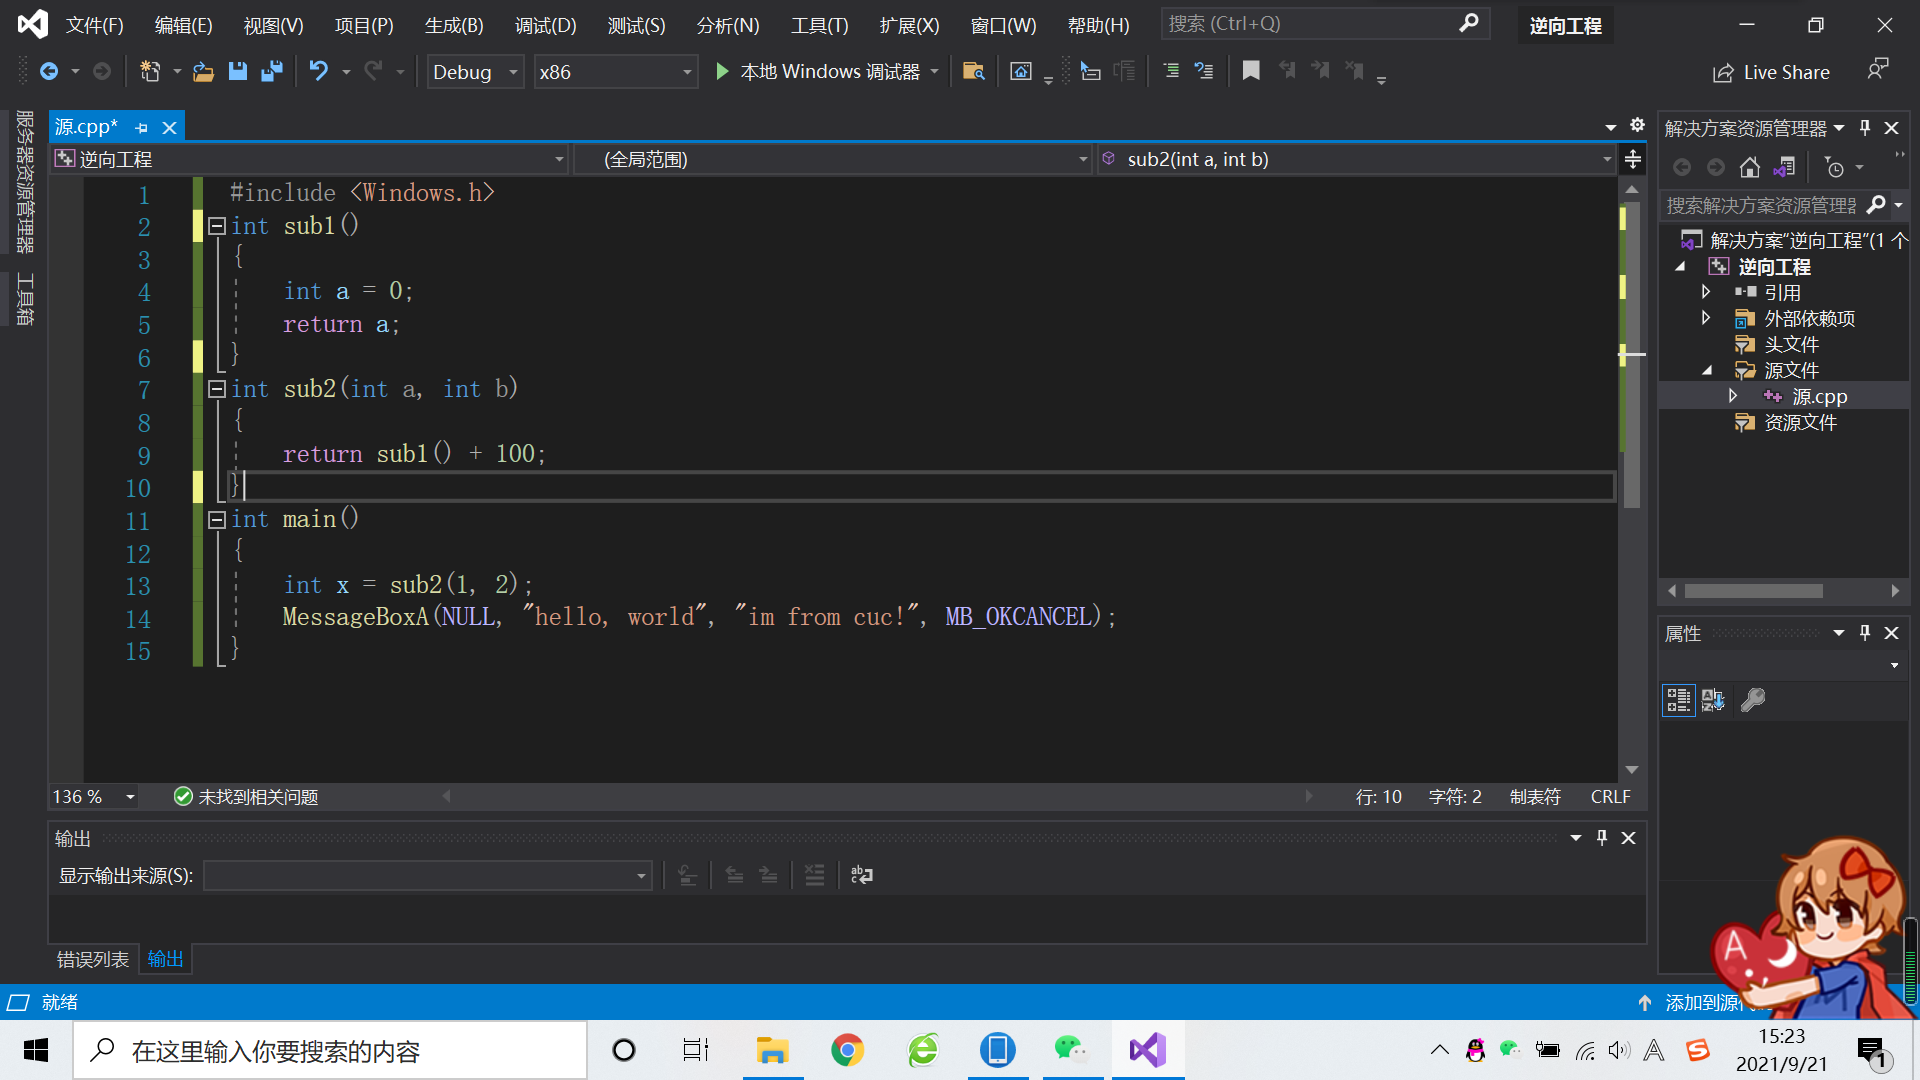 文件(F) 编辑(E) 视图(V) 项目(P) 生成(B) 调试(D) 测试(S) 分析(N) 工具(T) 扩展(X) 窗口(W) 帮助(H) 搜索 (Ctrl+Q) 逆向工程
Debug x86 本地 Windows 调试器 Live Share
服务器资源管理器
工具箱
源.cpp*
逆向工程 (全局范围) sub2(int a, int b)
1 #include <Windows.h>
2 int sub1()
3 {
4 int a = 0;
5 return a;
6 }
7 int sub2(int a, int b)
8 {
9 return sub1() + 100;
10 }
11 int main()
12 {
13 int x = sub2(1, 2);
14 MessageBoxA(NULL, "hello, world", "im from cuc!", MB_OKCANCEL);
15 }
136 % 未找到相关问题 行: 10 字符: 2 制表符 CRLF
输出
显示输出来源(S):
错误列表 输出
解决方案资源管理器
搜索解决方案资源管理器
解决方案"逆向工程"(1 个
逆向工程
引用
外部依赖项
头文件
源文件
源.cpp
资源文件
属性
A
就绪 添加到源代
在这里输入你要搜索的内容
15:23
2021/9/21
1